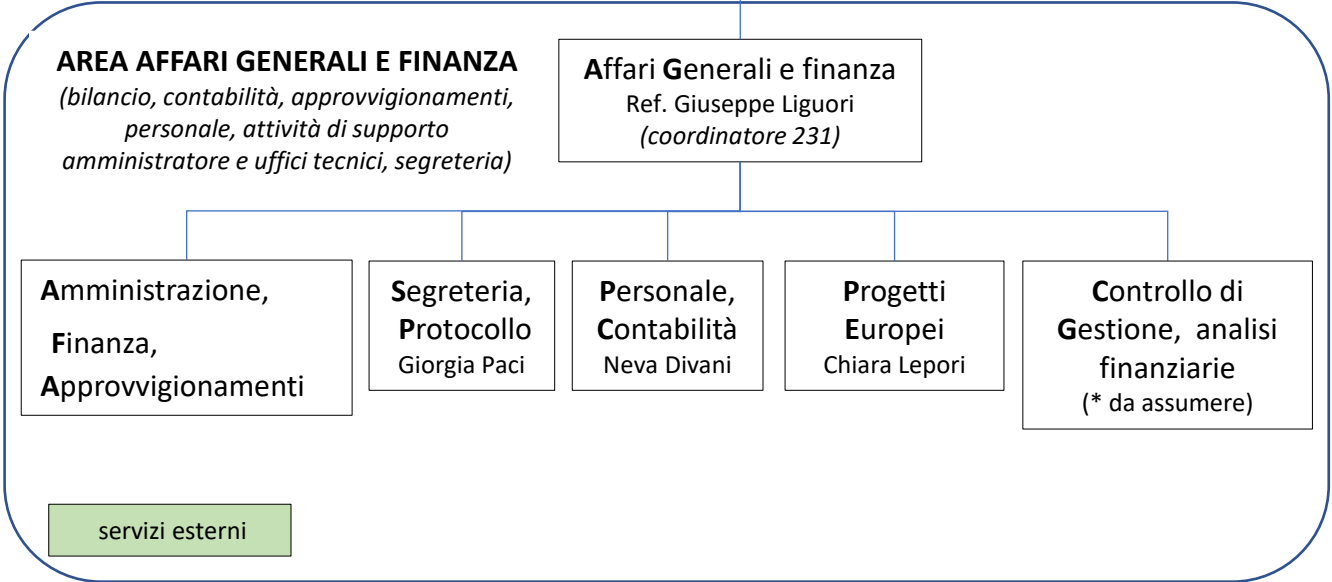 AREA AFFARI GENERALI E FINANZA
(bilancio, contabilità, approvvigionamenti,
personale, attività di supporto
amministratore e uffici tecnici, segreteria)
Affari Generali e finanza
Ref. Giuseppe Liguori
(coordinatore 231)
Amministrazione,
Finanza,
Approvvigionamenti
Segreteria,
Protocollo
Giorgia Paci
Personale,
Contabilità
Neva Divani
Progetti
Europei
Chiara Lepori
Controllo di
Gestione, analisi
finanziarie
(* da assumere)
servizi esterni